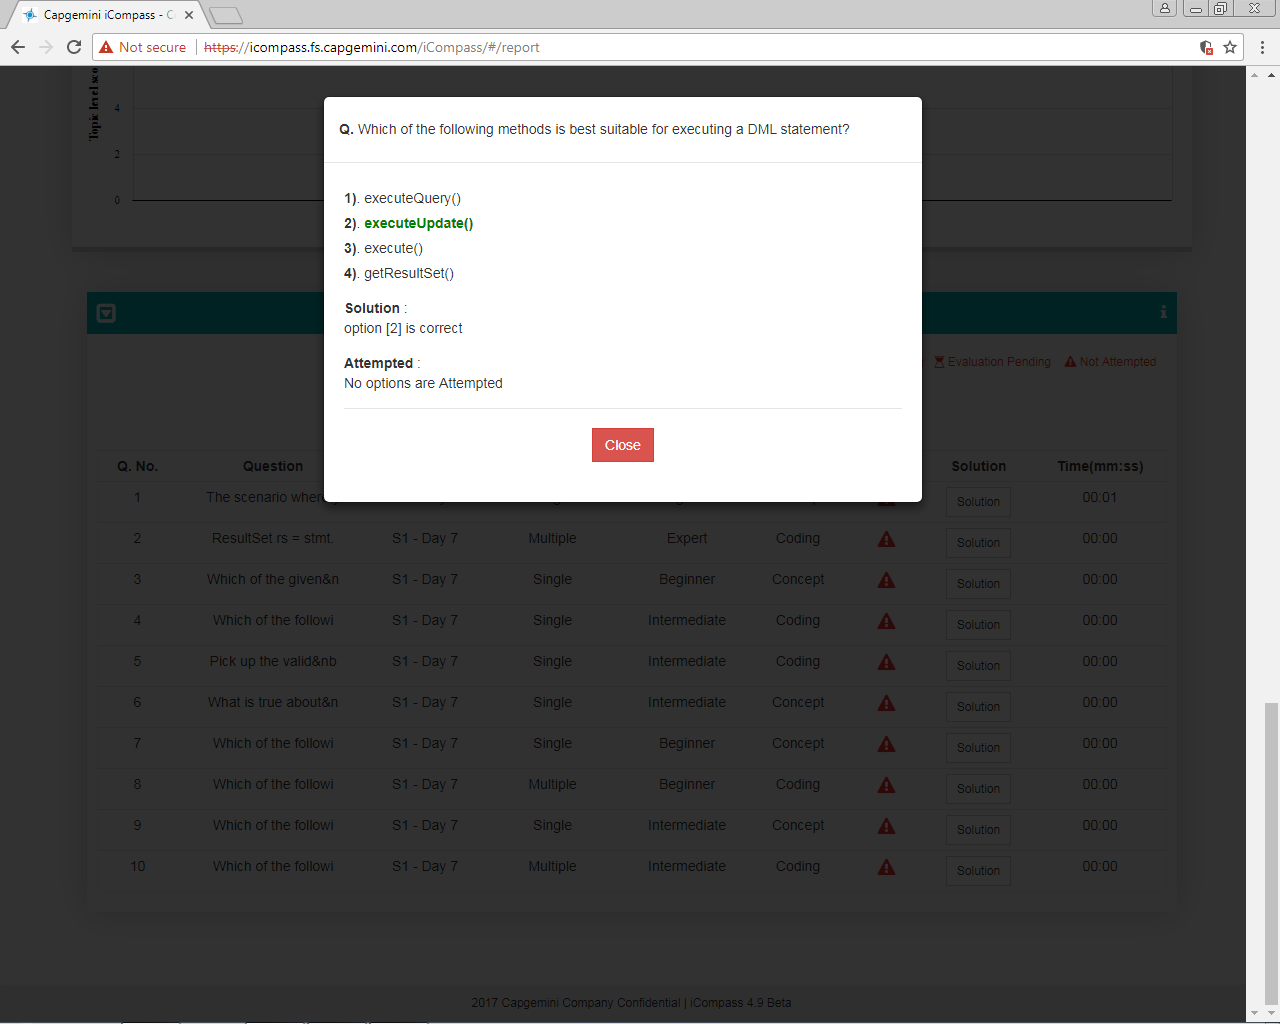 Capgemini iCompass - C
Not secure
https://icompass.fs.capgemini.com/iCompass/#/report
Topic level sco
4
2
0
Q. Which of the following methods is best suitable for executing a DML statement?
1). executeQuery()
2). executeUpdate()
3). execute()
4). getResultSet()
Solution :
option [2] is correct
Attempted :
No options are Attempted
Close
Evaluation Pending Not Attempted
Q. No. Question Solution Time(mm:ss)
1 The scenario wher Solution 00:01
2 ResultSet rs = stmt. S1 - Day 7 Multiple Expert Coding Solution 00:00
3 Which of the given&n S1 - Day 7 Single Beginner Concept Solution 00:00
4 Which of the followi S1 - Day 7 Single Intermediate Coding Solution 00:00
5 Pick up the valid&nb S1 - Day 7 Single Intermediate Coding Solution 00:00
6 What is true about&n S1 - Day 7 Single Intermediate Concept Solution 00:00
7 Which of the followi S1 - Day 7 Single Beginner Concept Solution 00:00
8 Which of the followi S1 - Day 7 Multiple Beginner Coding Solution 00:00
9 Which of the followi S1 - Day 7 Single Intermediate Concept Solution 00:00
10 Which of the followi S1 - Day 7 Multiple Intermediate Coding Solution 00:00
2017 Capgemini Company Confidential | iCompass 4.9 Beta